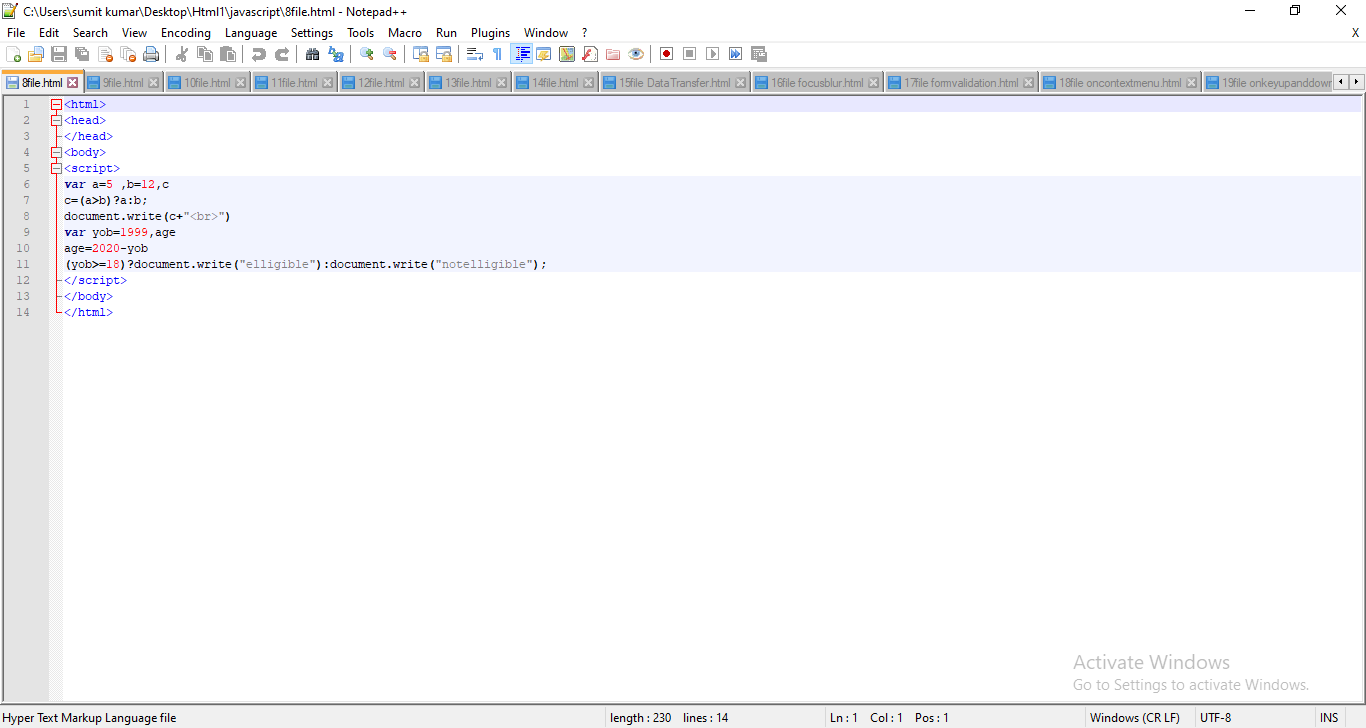 C:\Users\sumit kumar\Desktop\Html1\javascript\8file.html - Notepad++
File Edit Search View Encoding Language Settings Tools Macro Run Plugins Window ? X
8file.html 9file.html 10file.html 11file.html 12file.html 13file.html 14file.html 15file DataTransfer.html 16file focusblur.html 17file formvalidation.html 18file oncontextmenu.html 19file onkeyupanddown
1 <html>
2 <head>
3 </head>
4 <body>
5 <script>
6 var a=5 ,b=12,c
7 c=(a>b)?a:b;
8 document.write(c+"<br>")
9 var yob=1999,age
10 age=2020-yob
11 (yob>=18)?document.write("elligible"):document.write("notelligible");
12 </script>
13 </body>
14 </html>
Activate Windows
Go to Settings to activate Windows.
Hyper Text Markup Language file length : 230 lines : 14 Ln : 1 Col : 1 Pos : 1 Windows (CR LF) UTF-8 INS